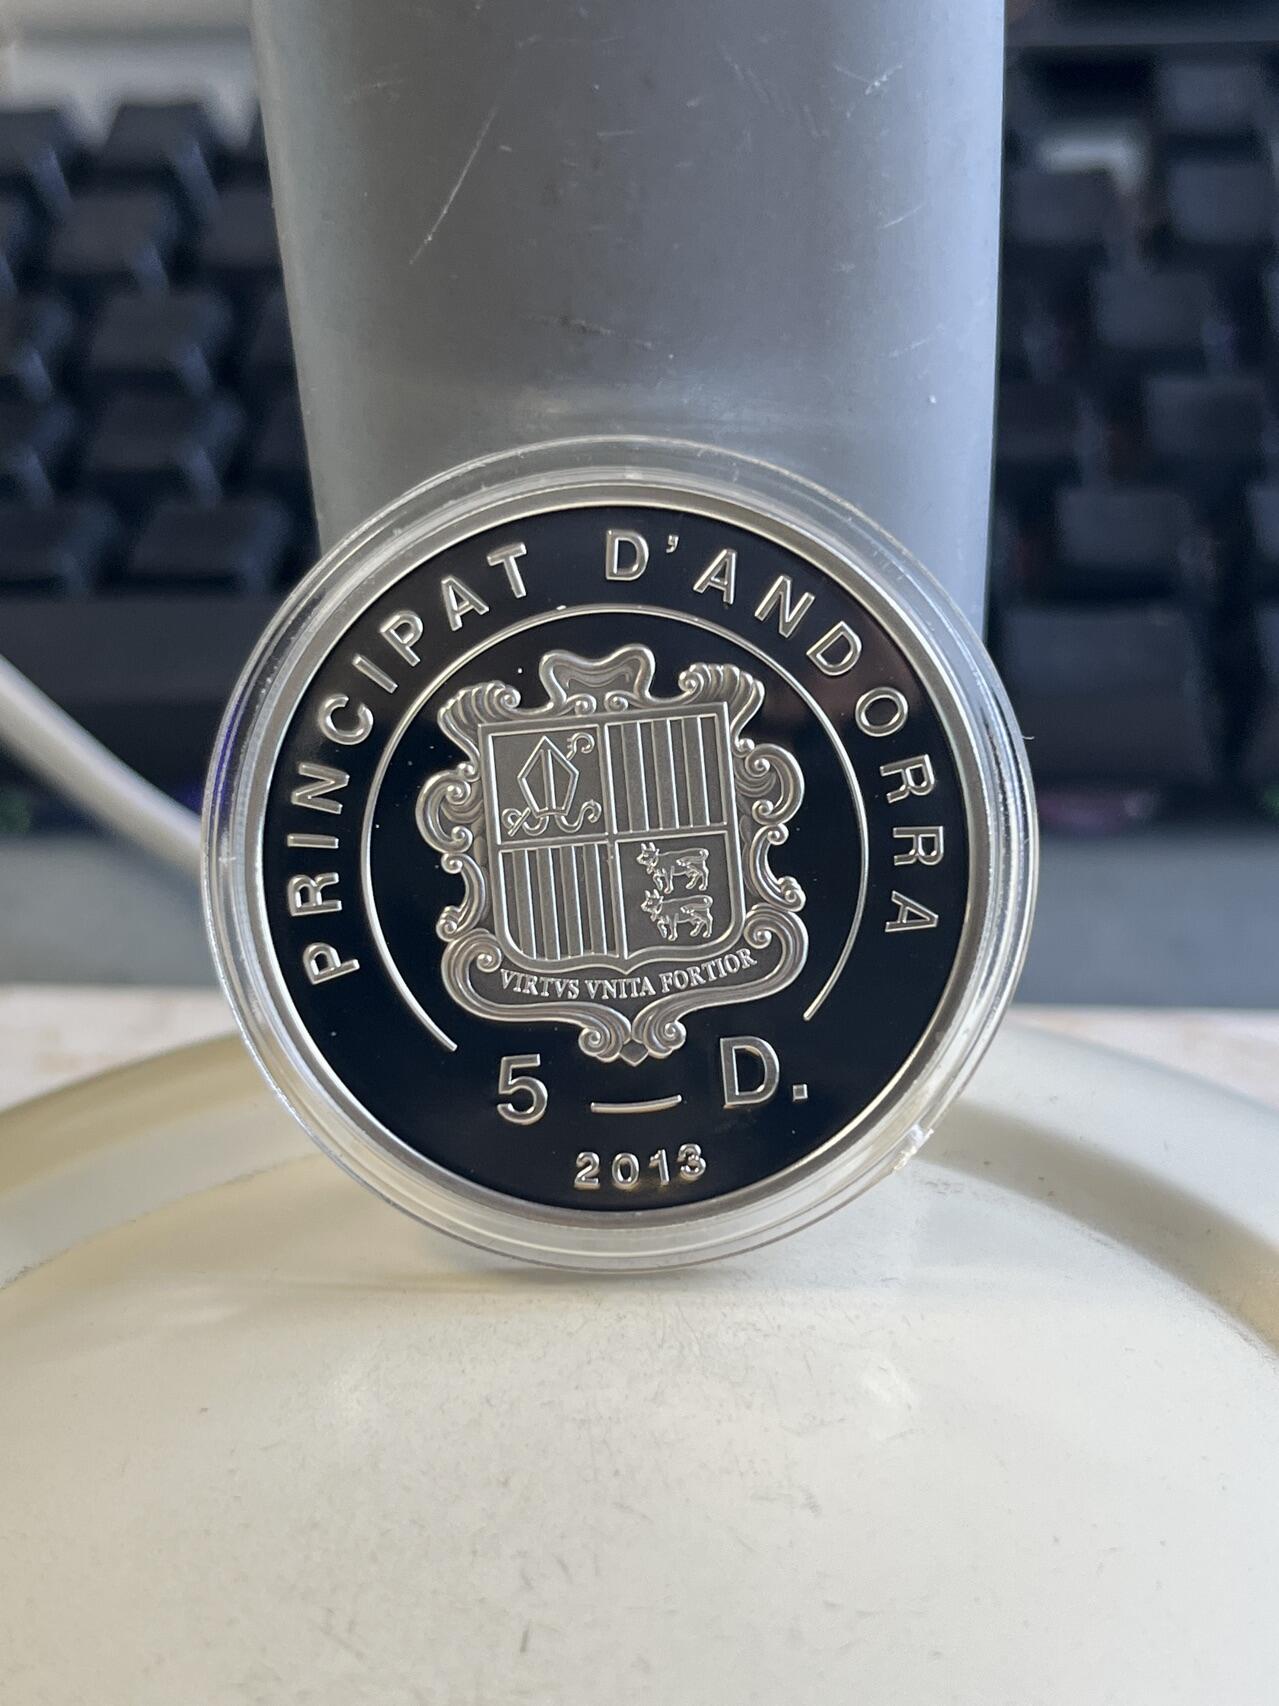 PRINCIPAT D'ANDORRA
VIRTVS VNITA FORTIOR
5 D.
2013